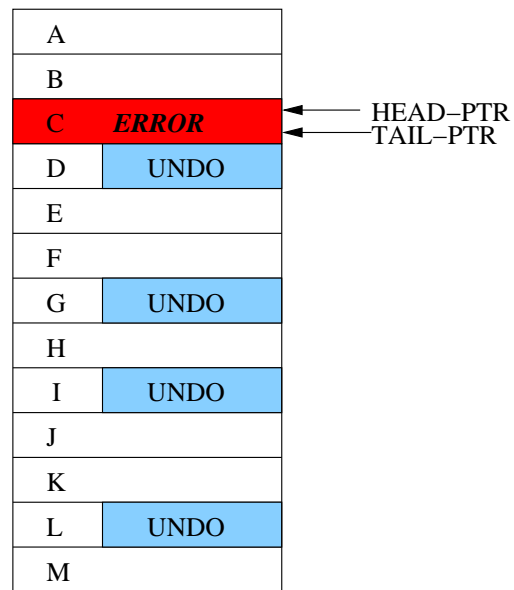 A
B
C ERROR
HEAD–PTR
TAIL–PTR
D UNDO
E
F
G UNDO
H
I UNDO
J
K
L UNDO
M